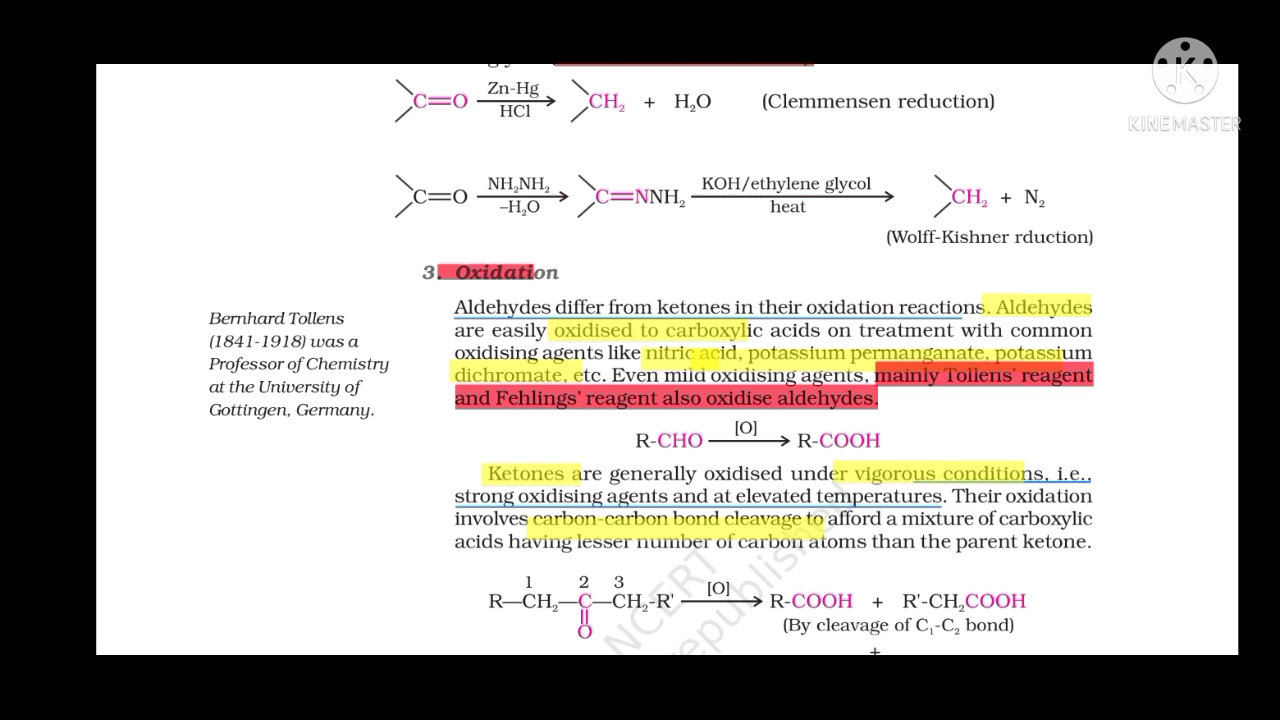 Zn-Hg
C=O → CH₂ + H₂O (Clemmensen reduction)
HCl
NH₂NH₂ KOH/ethylene glycol
C=O → C=NNH₂ → CH₂ + N₂
–H₂O heat
(Wolff-Kishner rduction)
3. Oxidation
Aldehydes differ from ketones in their oxidation reactions. Aldehydes
are easily oxidised to carboxylic acids on treatment with common
oxidising agents like nitric acid, potassium permanganate, potassium
dichromate, etc. Even mild oxidising agents, mainly Tollens’ reagent
and Fehlings’ reagent also oxidise aldehydes.
Bernhard Tollens
(1841-1918) was a
Professor of Chemistry
at the University of
Gottingen, Germany.
[O]
R-CHO → R-COOH
Ketones are generally oxidised under vigorous conditions, i.e.,
strong oxidising agents and at elevated temperatures. Their oxidation
involves carbon-carbon bond cleavage to afford a mixture of carboxylic
acids having lesser number of carbon atoms than the parent ketone.
1 2 3 [O]
R—CH₂—C—CH₂-R' → R-COOH + R'-CH₂COOH
O (By cleavage of C₁-C₂ bond)
+
NCERT
republished
K
KINEMASTER